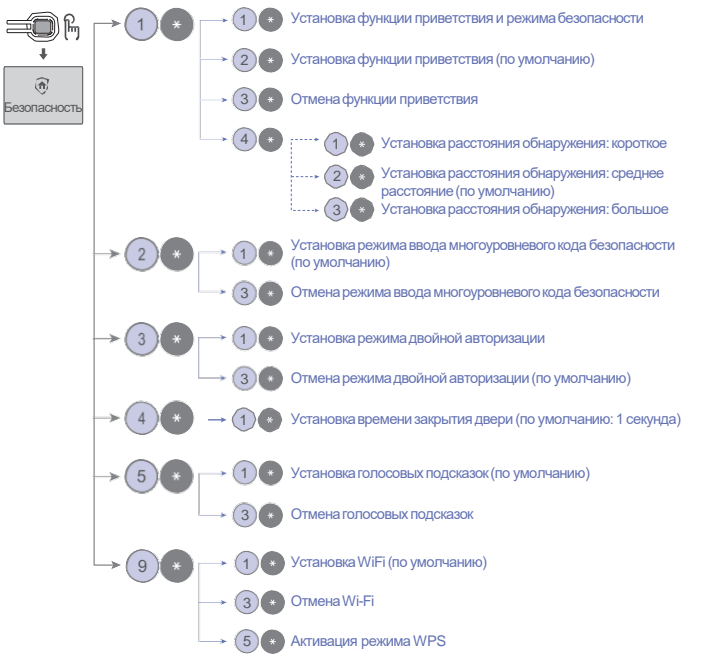 Безопасность
1 *
1 * Установка функции приветствия и режима безопасности
2 * Установка функции приветствия (по умолчанию)
3 * Отмена функции приветствия
4 *
1 * Установка расстояния обнаружения: короткое
2 * Установка расстояния обнаружения: среднее
расстояние (по умолчанию)
3 * Установка расстояния обнаружения: большое
2 *
1 * Установка режима ввода многоуровневого кода безопасности
(по умолчанию)
3 * Отмена режима ввода многоуровневого кода безопасности
3 *
1 * Установка режима двойной авторизации
3 * Отмена режима двойной авторизации (по умолчанию)
4 *
1 * Установка времени закрытия двери (по умолчанию: 1 секунда)
5 *
1 * Установка голосовых подсказок (по умолчанию)
3 * Отмена голосовых подсказок
9 *
1 * Установка WiFi (по умолчанию)
3 * Отмена Wi-Fi
5 * Активация режима WPS